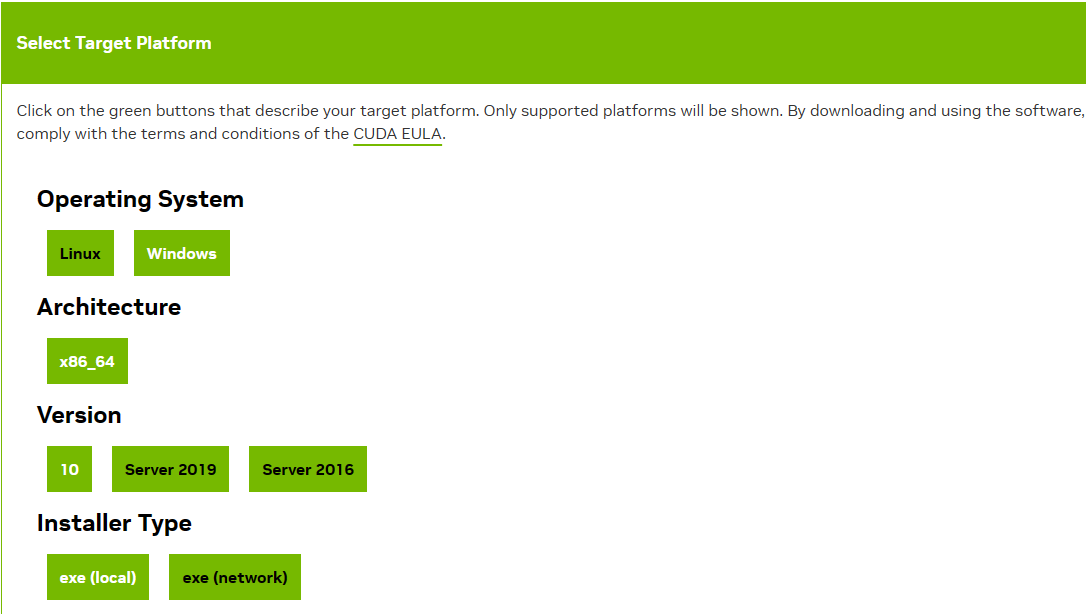 Select Target Platform
Click on the green buttons that describe your target platform. Only supported platforms will be shown. By downloading and using the software,
comply with the terms and conditions of the CUDA EULA.
Operating System
Linux Windows
Architecture
x86_64
Version
10 Server 2019 Server 2016
Installer Type
exe (local) exe (network)